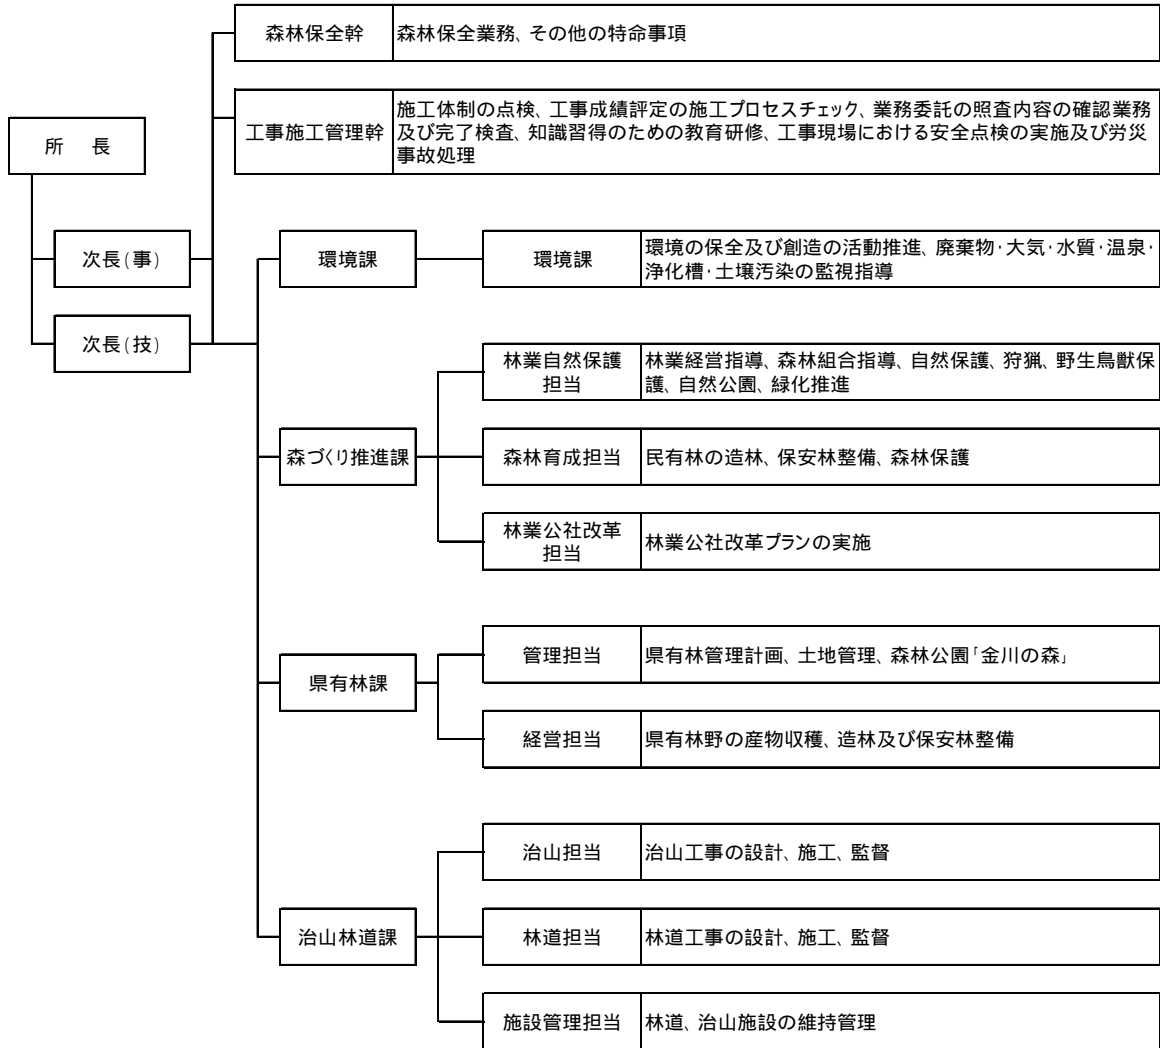 森林保全幹
森林保全業務、その他の特命事項
工事施工管理幹
施工体制の点検、工事成績評定の施工プロセスチェック、業務委託の照査内容の確認業務
及び完了検査、知識習得のための教育研修、工事現場における安全点検の実施及び労災
事故処理
所 長
次長(事)
次長(技)
環境課
環境課
環境の保全及び創造の活動推進、廃棄物・大気・水質・温泉・
浄化槽・土壌汚染の監視指導
森づくり推進課
林業自然保護
担当
林業経営指導、森林組合指導、自然保護、狩猟、野生鳥獣保
護、自然公園、緑化推進
森林育成担当
民有林の造林、保安林整備、森林保護
林業公社改革
担当
林業公社改革プランの実施
県有林課
管理担当
県有林管理計画、土地管理、森林公園「金川の森」
経営担当
県有林野の産物収穫、造林及び保安林整備
治山林道課
治山担当
治山工事の設計、施工、監督
林道担当
林道工事の設計、施工、監督
施設管理担当
林道、治山施設の維持管理